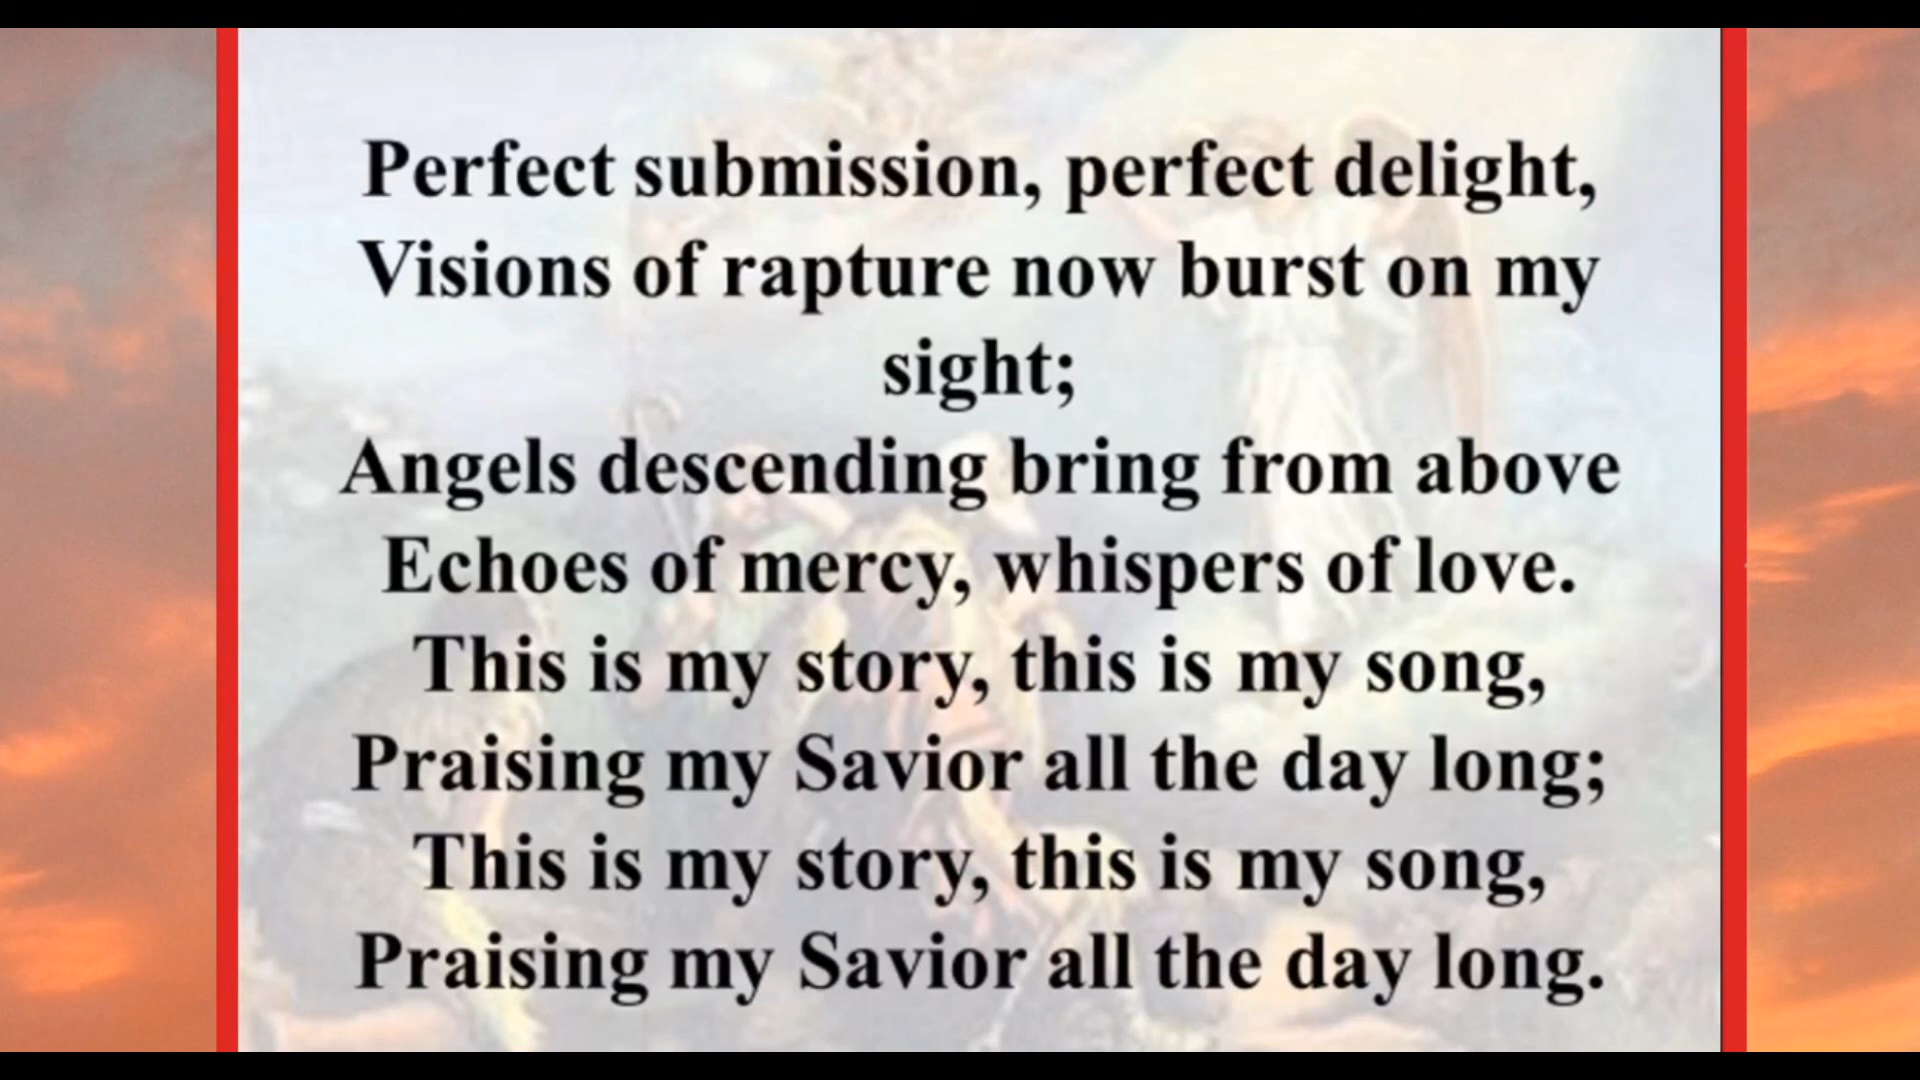 Perfect submission, perfect delight,
Visions of rapture now burst on my
sight;
Angels descending bring from above
Echoes of mercy, whispers of love.
This is my story, this is my song,
Praising my Savior all the day long;
This is my story, this is my song,
Praising my Savior all the day long.